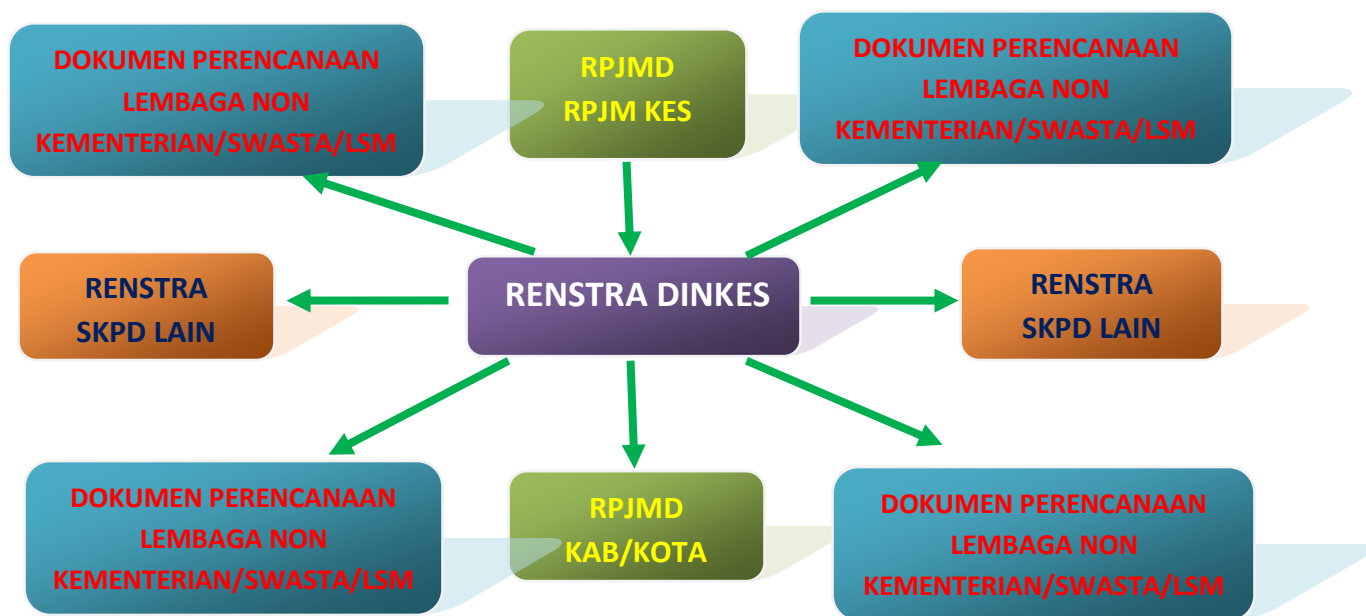 DOKUMEN PERENCANAAN
LEMBAGA NON
KEMENTERIAN/SWASTA/LSM
RPJMD
RPJM KES
DOKUMEN PERENCANAAN
LEMBAGA NON
KEMENTERIAN/SWASTA/LSM
RENSTRA
SKPD LAIN
RENSTRA DINKES
RENSTRA
SKPD LAIN
DOKUMEN PERENCANAAN
LEMBAGA NON
KEMENTERIAN/SWASTA/LSM
RPJMD
KAB/KOTA
DOKUMEN PERENCANAAN
LEMBAGA NON
KEMENTERIAN/SWASTA/LSM